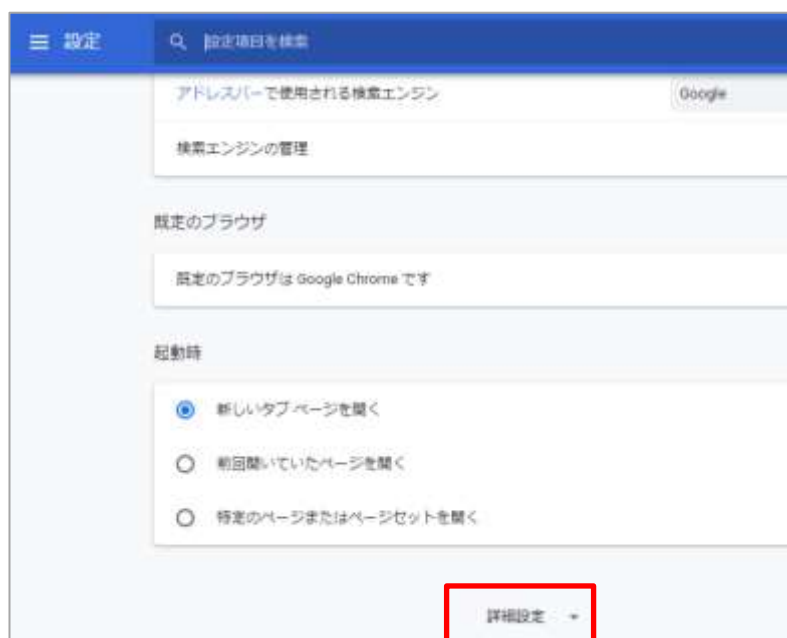 設定
設定項目を検索
アドレスバーで使用される検索エンジン
Google
検索エンジンの管理
既定のブラウザ
既定のブラウザは Google Chrome です
起動時
新しいタブ ページを開く
前回開いていたページを開く
特定のページまたはページセットを開く
詳細設定